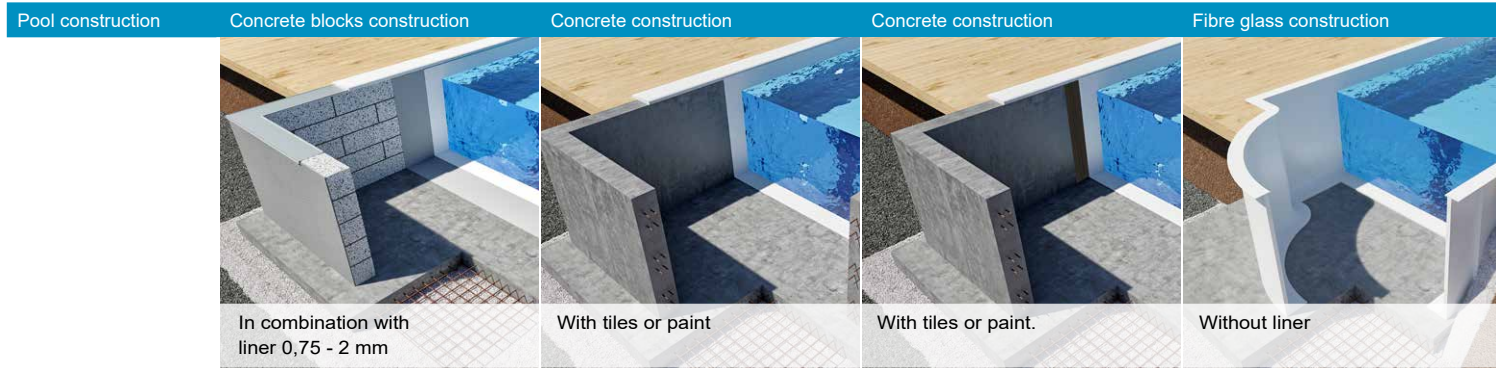 Pool construction
Concrete blocks construction
Concrete construction
Concrete construction
Fibre glass construction
In combination with
liner 0,75 - 2 mm
With tiles or paint
With tiles or paint.
Without liner